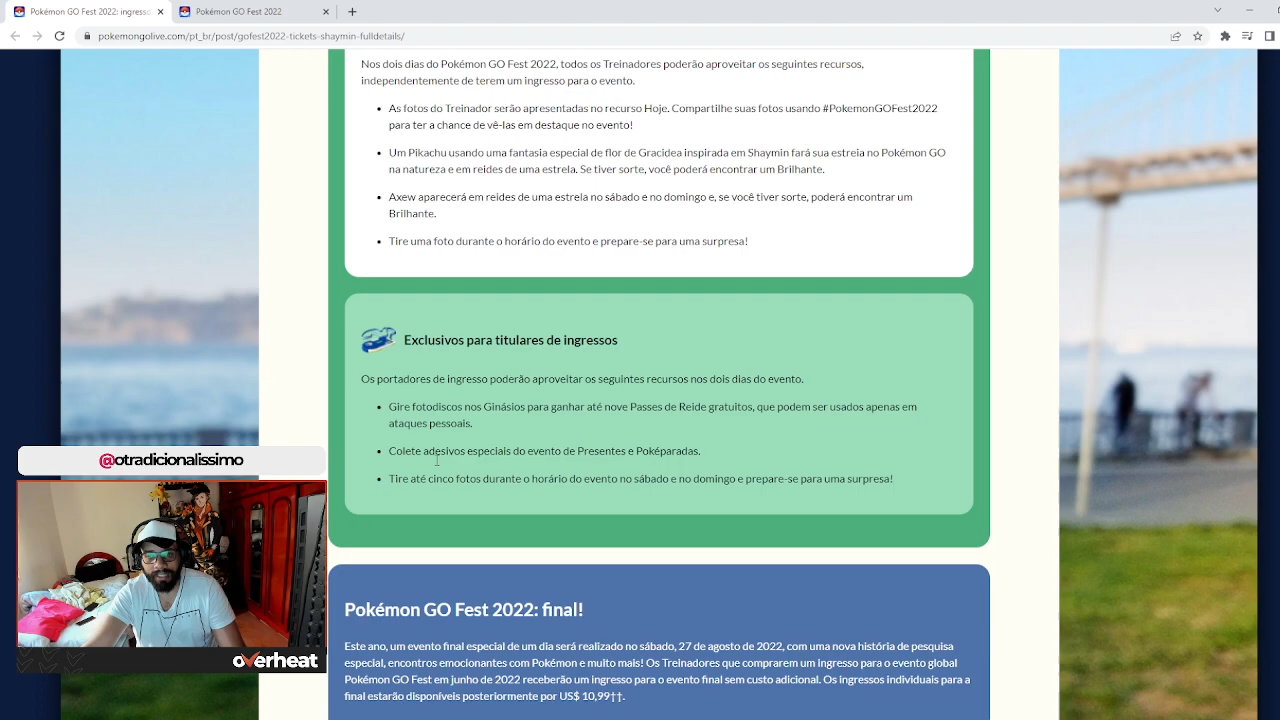 Pokémon GO Fest 2022: ingresso
Pokémon GO Fest 2022
pokemongolive.com/pt_br/post/gofest2022-tickets-shaymin-fulldetails/
Nos dois dias do Pokémon GO Fest 2022, todos os Treinadores poderão aproveitar os seguintes recursos,
independentemente de terem um ingresso para o evento.
As fotos do Treinador serão apresentadas no recurso Hoje. Compartilhe suas fotos usando #PokemonGOFest2022
para ter a chance de vê-las em destaque no evento!
Um Pikachu usando uma fantasia especial de flor de Gracidea inspirada em Shaymin fará sua estreia no Pokémon GO
na natureza e em reides de uma estrela. Se tiver sorte, você poderá encontrar um Brilhante.
Axew aparecerá em reides de uma estrela no sábado e no domingo e, se você tiver sorte, poderá encontrar um
Brilhante.
Tire uma foto durante o horário do evento e prepare-se para uma surpresa!
Exclusivos para titulares de ingressos
Os portadores de ingresso poderão aproveitar os seguintes recursos nos dois dias do evento.
Gire fotodiscos nos Ginásios para ganhar até nove Passes de Reide gratuitos, que podem ser usados apenas em
ataques pessoais.
Colete adesivos especiais do evento de Presentes e Poképaradas.
Tire até cinco fotos durante o horário do evento no sábado e no domingo e prepare-se para uma surpresa!
@otradicionalissimo
overheat
Pokémon GO Fest 2022: final!
Este ano, um evento final especial de um dia será realizado no sábado, 27 de agosto de 2022, com uma nova história de pesquisa
especial, encontros emocionantes com Pokémon e muito mais! Os Treinadores que comprarem um ingresso para o evento global
Pokémon GO Fest em junho de 2022 receberão um ingresso para o evento final sem custo adicional. Os ingressos individuais para a
final estarão disponíveis posteriormente por US$ 10,99††.